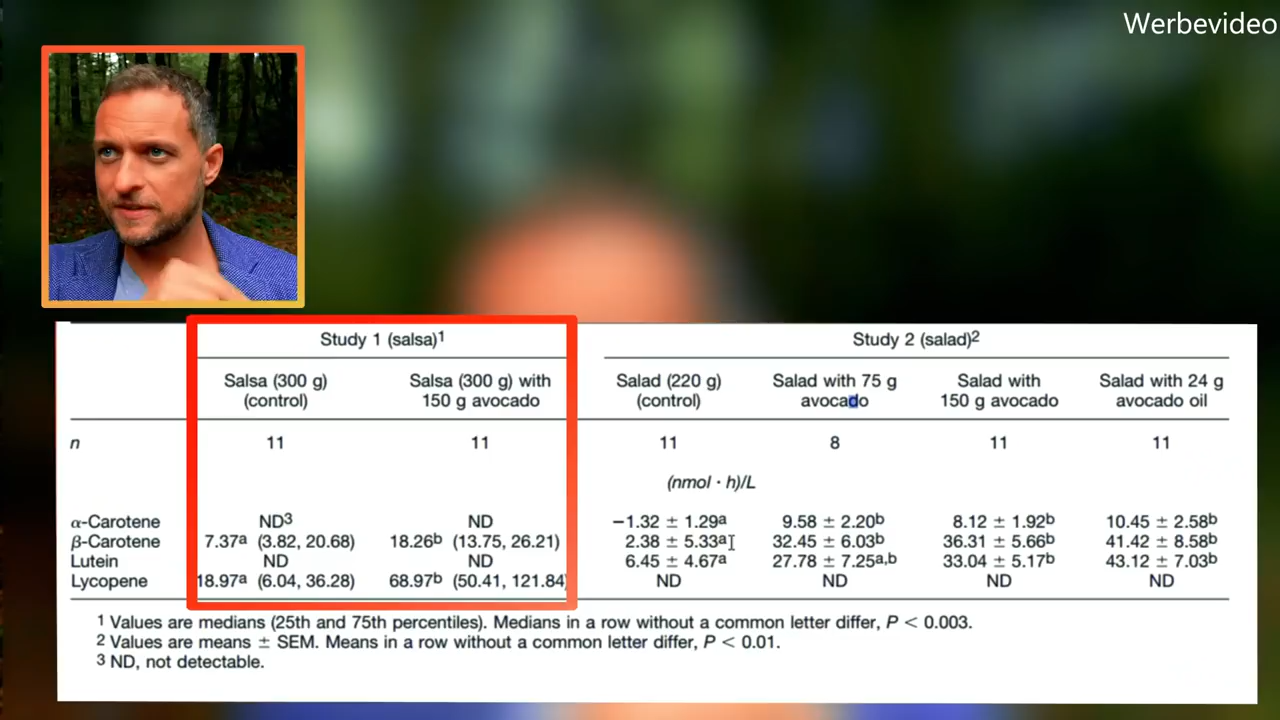 Werbevideo
Study 1 (salsa)1 Study 2 (salad)2
Salsa (300 g) Salsa (300 g) with Salad (220 g) Salad with 75 g Salad with Salad with 24 g
(control) 150 g avocado (control) avocado 150 g avocado avocado oil
n 11 11 11 8 11 11
(nmol · h)/L
α-Carotene ND3 ND −1.32 ± 1.29a 9.58 ± 2.20b 8.12 ± 1.92b 10.45 ± 2.58b
β-Carotene 7.37a (3.82, 20.68) 18.26b (13.75, 26.21) 2.38 ± 5.33a 32.45 ± 6.03b 36.31 ± 5.66b 41.42 ± 8.58b
Lutein ND ND 6.45 ± 4.67a 27.78 ± 7.25a,b 33.04 ± 5.17b 43.12 ± 7.03b
Lycopene 18.97a (6.04, 36.28) 68.97b (50.41, 121.84) ND ND ND ND
1 Values are medians (25th and 75th percentiles). Medians in a row without a common letter differ, P < 0.003.
2 Values are means ± SEM. Means in a row without a common letter differ, P < 0.01.
3 ND, not detectable.